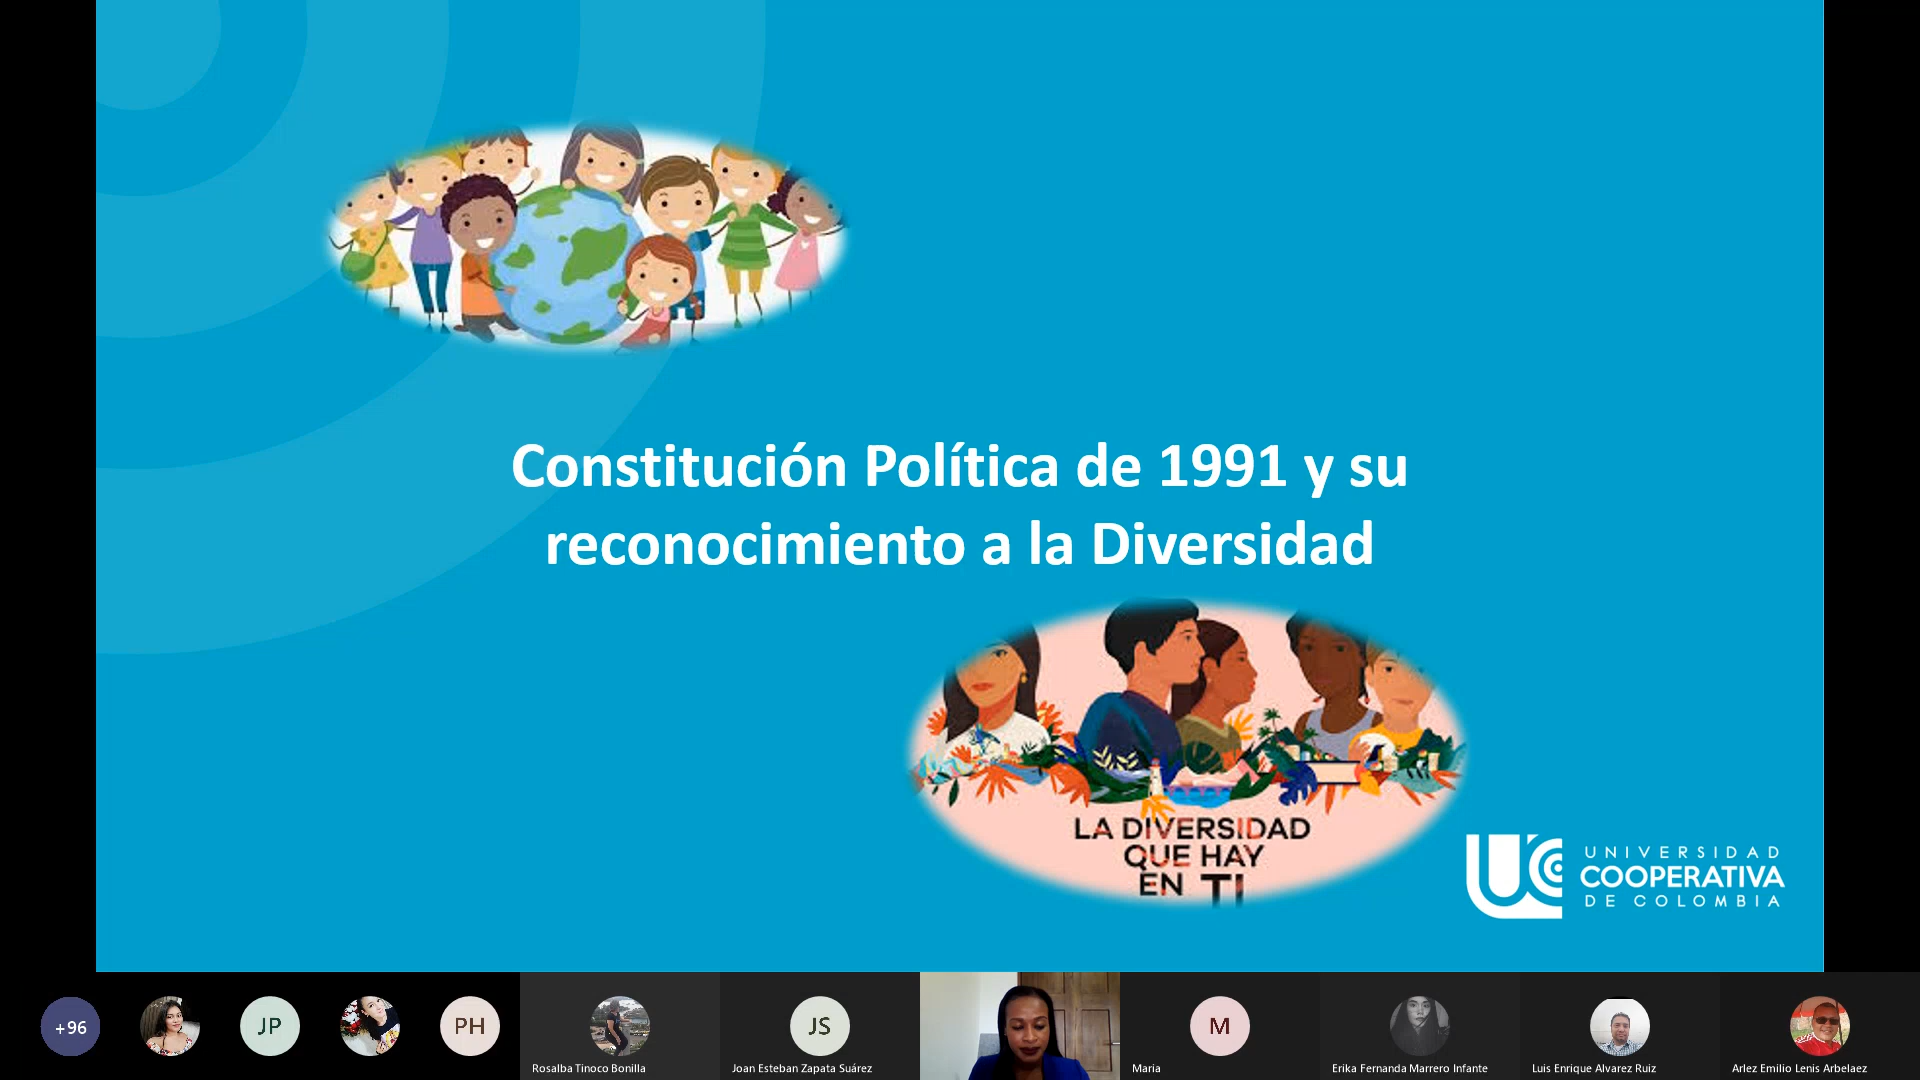 Constitución Política de 1991 y su
reconocimiento a la Diversidad
LA DIVERSIDAD
QUE HAY
EN TI
UNIVERSIDAD
COOPERATIVA
DE COLOMBIA
+96
JP
PH
Rosalba Tinoco Bonilla
JS
Joan Esteban Zapata Suárez
M
Maria
Erika Fernanda Marrero Infante
Luis Enrique Alvarez Ruiz
Arlez Emilio Lenis Arbelaez